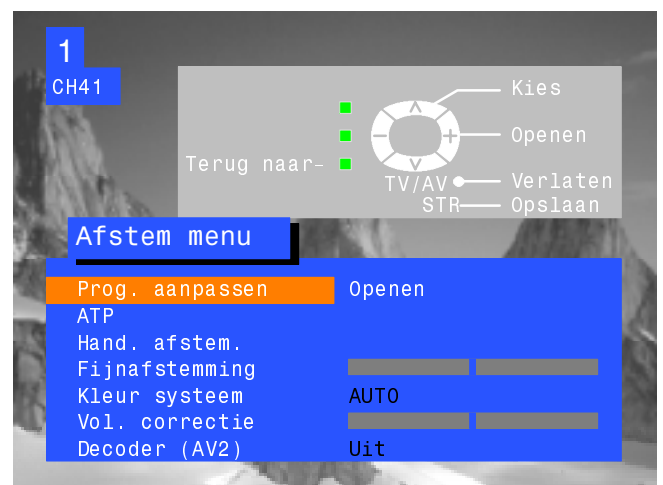 1
CH41
Kies
Openen
Terug naar-
TV/AV Verlaten
STR Opslaan
Afstem menu
Prog. aanpassen Openen
ATP
Hand. afstem.
Fijnafstemming
Kleur systeem AUTO
Vol. correctie
Decoder (AV2) Uit